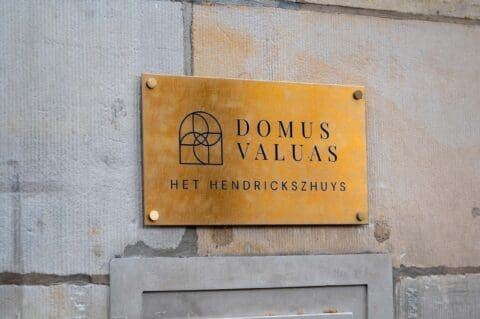 DOMUS
VALUAS
HET HENDRICKSZHUYS